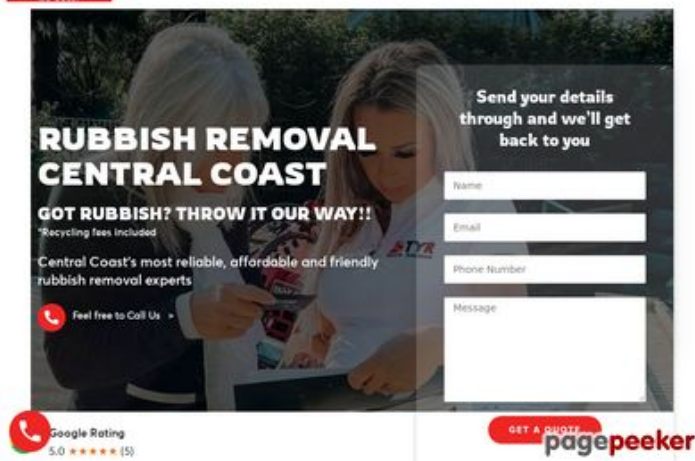 RUBBISH REMOVAL
CENTRAL COAST
GOT RUBBISH? THROW IT OUR WAY!!
*Recycling fees included
Central Coast's most reliable, affordable and friendly
rubbish removal experts
Feel free to Call Us >
TYR
Send your details
through and we'll get
back to you
Name
Email
Phone Number
Message
GET A QUOTE
Google Rating
5.0 ★★★★★ (5)
pagepeeker